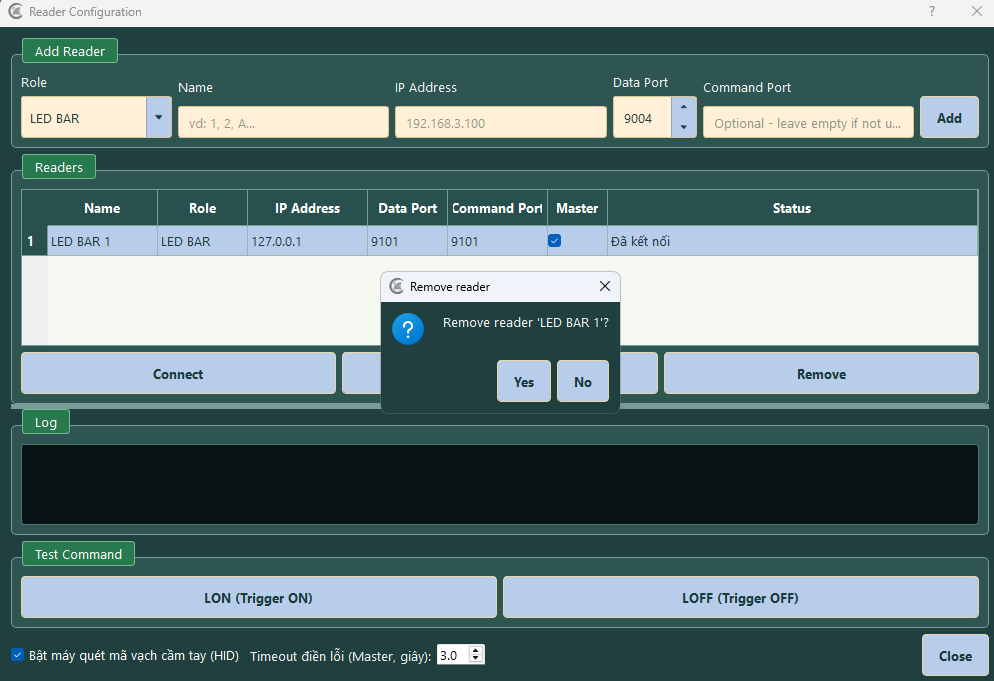 Reader Configuration
?
Add Reader
Role
Name
IP Address
Data Port
Command Port
LED BAR
vd: 1, 2, A...
192.168.3.100
9004
Optional - leave empty if not u...
Add
Readers
Name Role IP Address Data Port Command Port Master Status
1 LED BAR 1 LED BAR 127.0.0.1 9101 9101 Đã kết nối
Remove reader
? Remove reader 'LED BAR 1'?
Yes No
Connect
Remove
Log
Test Command
LON (Trigger ON)
LOFF (Trigger OFF)
Bật máy quét mã vạch cầm tay (HID) Timeout điền lỗi (Master, giây): 3.0
Close